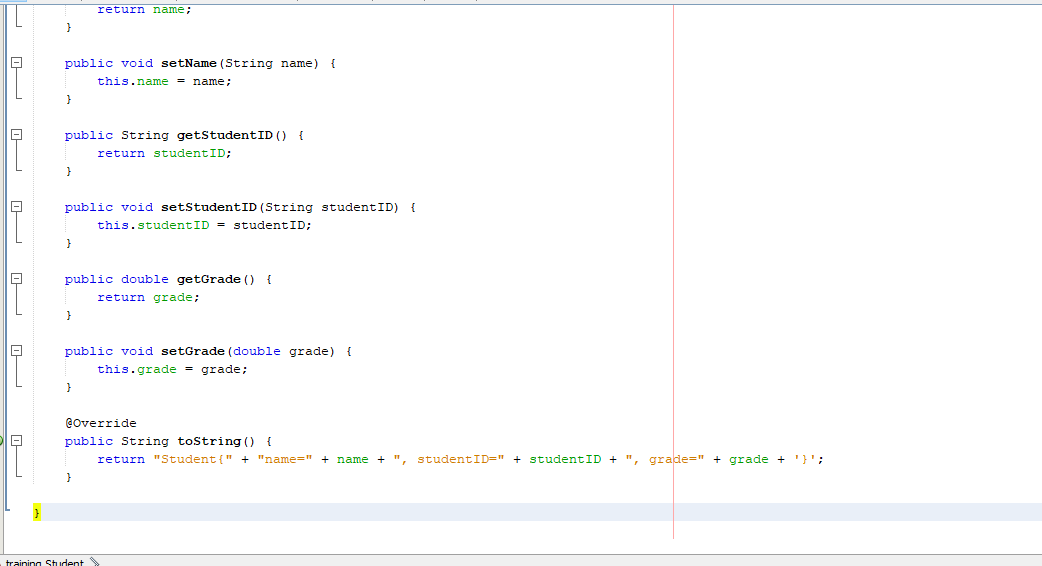 return name;
}
public void setName(String name) {
this.name = name;
}
public String getStudentID() {
return studentID;
}
public void setStudentID(String studentID) {
this.studentID = studentID;
}
public double getGrade() {
return grade;
}
public void setGrade(double grade) {
this.grade = grade;
}
@Override
public String toString() {
return "Student{" + "name=" + name + ", studentID=" + studentID + ", grade=" + grade + '}';
}
}
training.Student